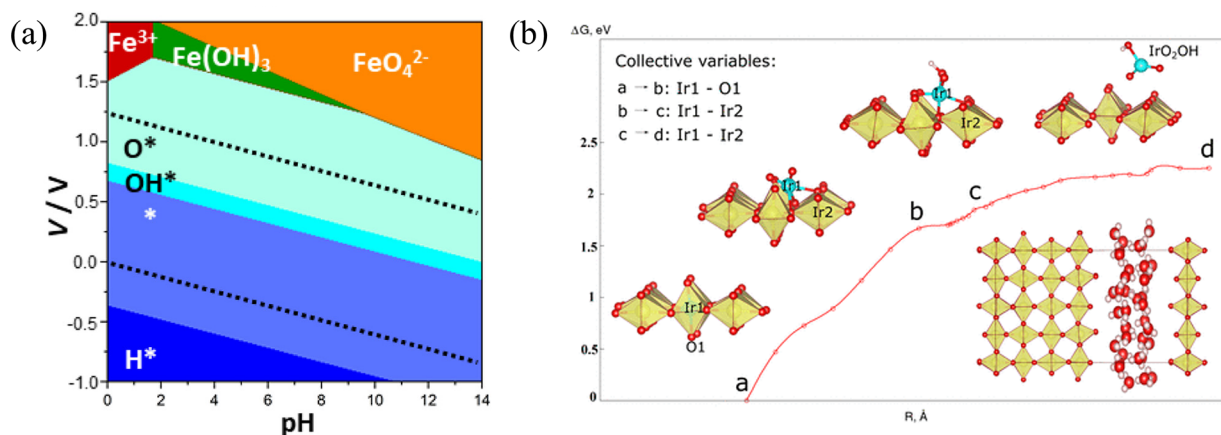 (a)
2.0
1.5
1.0
0.5
0.0
-0.5
-1.0
V / V
Fe³⁺
Fe(OH)₃
FeO₄²⁻
O*
OH*
*
H*
0 2 4 6 8 10 12 14
pH
(b)
ΔG, eV
Collective variables:
a → b: Ir1 - O1
b → c: Ir1 - Ir2
c → d: Ir1 - Ir2
2.5
2
1.5
1
0.5
0
Ir1
O1
Ir1
Ir2
Ir1
Ir2
IrO₂OH
a
b
c
d
R, Å